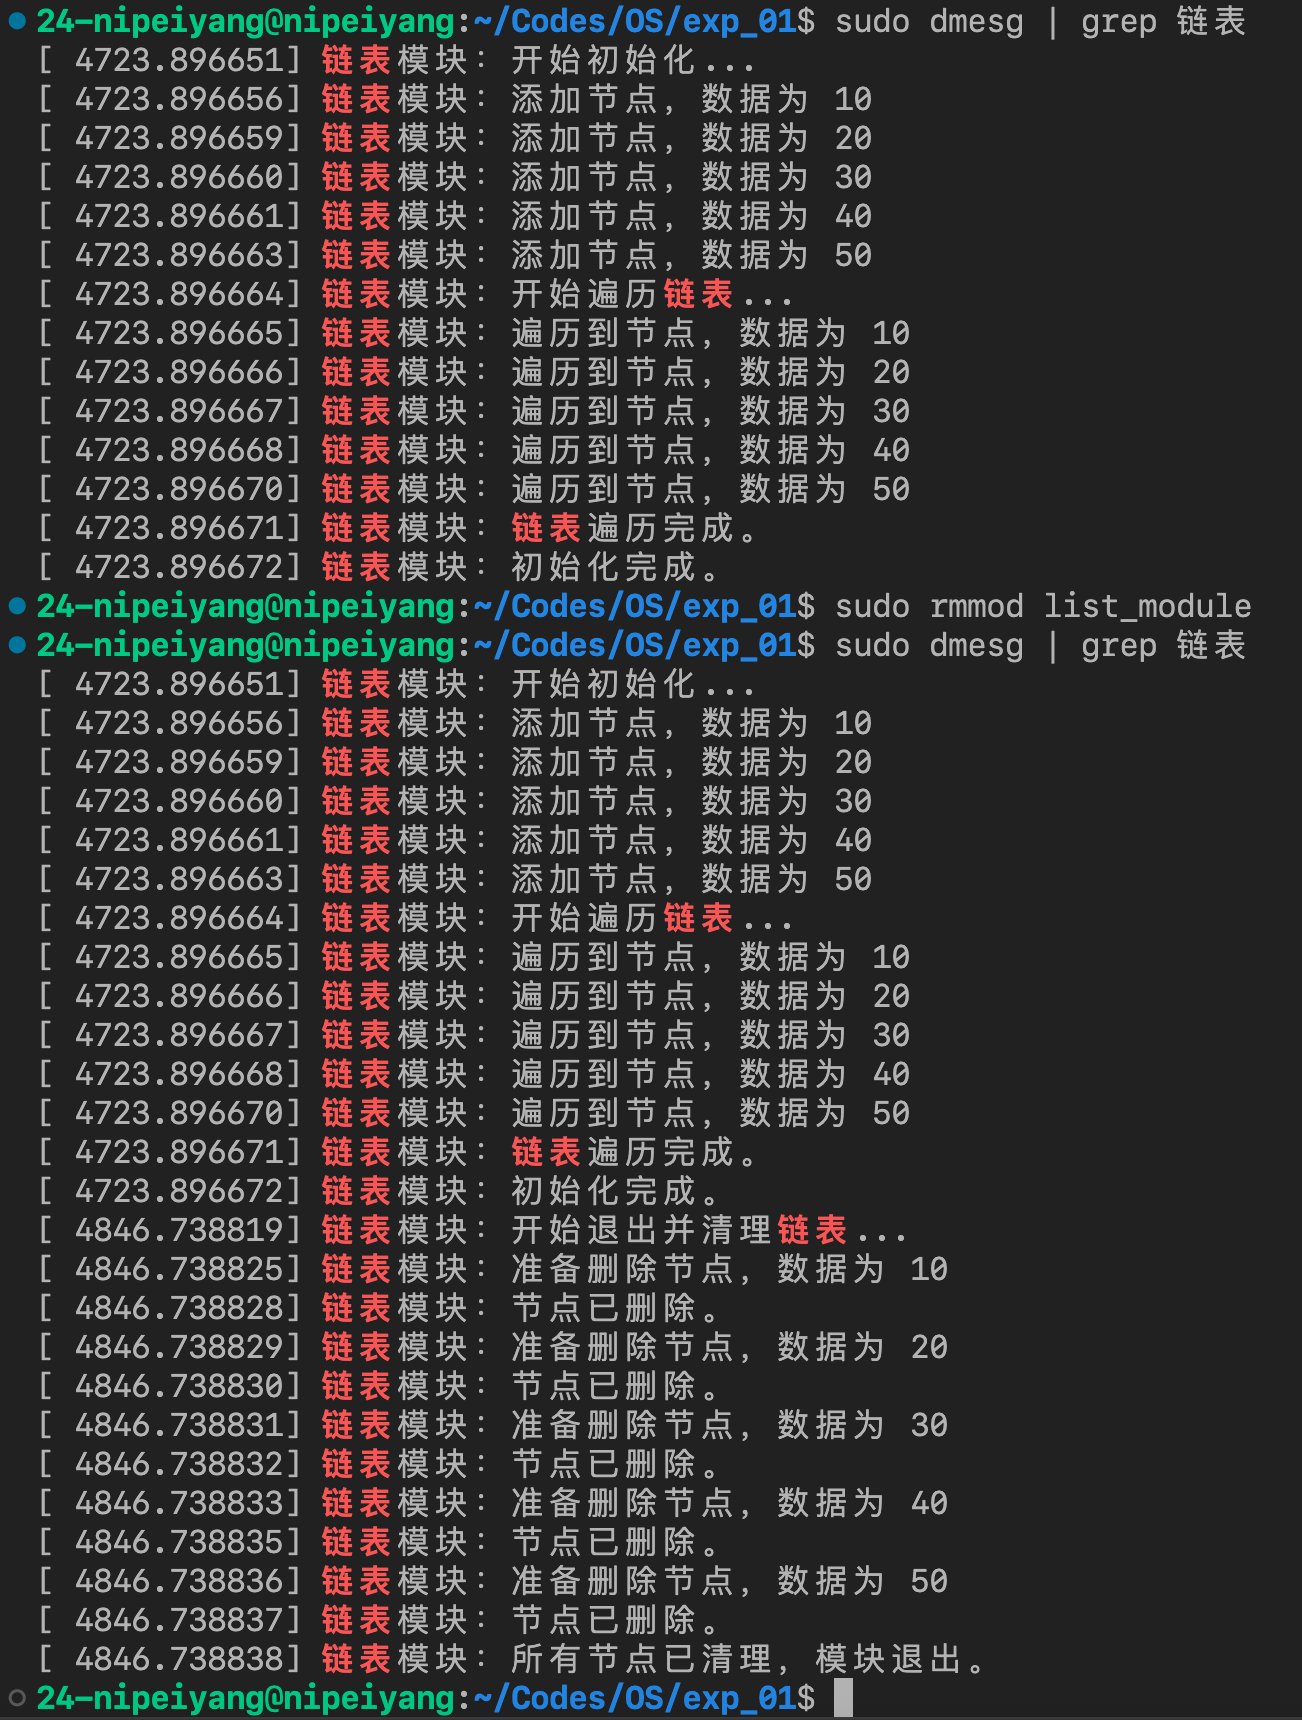 24-nipeiyang@nipeiyang:~/Codes/OS/exp_01$ sudo dmesg | grep 链表
[ 4723.896651] 链表模块: 开始初始化...
[ 4723.896656] 链表模块: 添加节点, 数据为 10
[ 4723.896659] 链表模块: 添加节点, 数据为 20
[ 4723.896660] 链表模块: 添加节点, 数据为 30
[ 4723.896661] 链表模块: 添加节点, 数据为 40
[ 4723.896663] 链表模块: 添加节点, 数据为 50
[ 4723.896664] 链表模块: 开始遍历链表...
[ 4723.896665] 链表模块: 遍历到节点, 数据为 10
[ 4723.896666] 链表模块: 遍历到节点, 数据为 20
[ 4723.896667] 链表模块: 遍历到节点, 数据为 30
[ 4723.896668] 链表模块: 遍历到节点, 数据为 40
[ 4723.896670] 链表模块: 遍历到节点, 数据为 50
[ 4723.896671] 链表模块: 链表遍历完成。
[ 4723.896672] 链表模块: 初始化完成。
24-nipeiyang@nipeiyang:~/Codes/OS/exp_01$ sudo rmmod list_module
24-nipeiyang@nipeiyang:~/Codes/OS/exp_01$ sudo dmesg | grep 链表
[ 4723.896651] 链表模块: 开始初始化...
[ 4723.896656] 链表模块: 添加节点, 数据为 10
[ 4723.896659] 链表模块: 添加节点, 数据为 20
[ 4723.896660] 链表模块: 添加节点, 数据为 30
[ 4723.896661] 链表模块: 添加节点, 数据为 40
[ 4723.896663] 链表模块: 添加节点, 数据为 50
[ 4723.896664] 链表模块: 开始遍历链表...
[ 4723.896665] 链表模块: 遍历到节点, 数据为 10
[ 4723.896666] 链表模块: 遍历到节点, 数据为 20
[ 4723.896667] 链表模块: 遍历到节点, 数据为 30
[ 4723.896668] 链表模块: 遍历到节点, 数据为 40
[ 4723.896670] 链表模块: 遍历到节点, 数据为 50
[ 4723.896671] 链表模块: 链表遍历完成。
[ 4723.896672] 链表模块: 初始化完成。
[ 4846.738819] 链表模块: 开始退出并清理链表...
[ 4846.738825] 链表模块: 准备删除节点, 数据为 10
[ 4846.738828] 链表模块: 节点已删除。
[ 4846.738829] 链表模块: 准备删除节点, 数据为 20
[ 4846.738830] 链表模块: 节点已删除。
[ 4846.738831] 链表模块: 准备删除节点, 数据为 30
[ 4846.738832] 链表模块: 节点已删除。
[ 4846.738833] 链表模块: 准备删除节点, 数据为 40
[ 4846.738835] 链表模块: 节点已删除。
[ 4846.738836] 链表模块: 准备删除节点, 数据为 50
[ 4846.738837] 链表模块: 节点已删除。
[ 4846.738838] 链表模块: 所有节点已清理, 模块退出。
24-nipeiyang@nipeiyang:~/Codes/OS/exp_01$